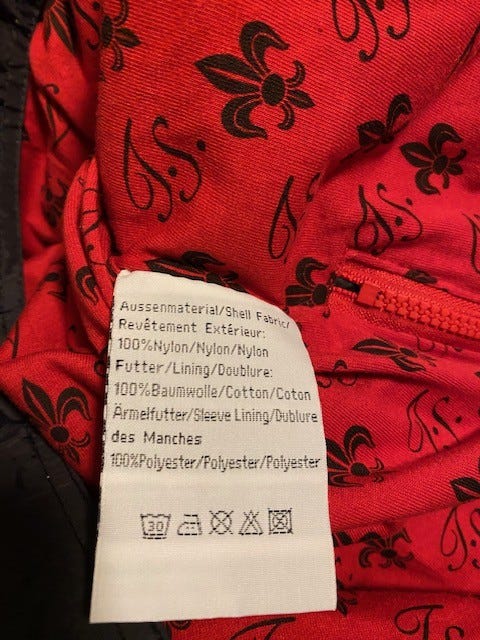 T.S.
T.S.
T.S.
Aussenmaterial/Shell Fabric/
Revêtement Extérieur:
100%Nylon/Nylon/Nylon
Futter/Lining/Doublure:
100%Baumwolle/Cotton/Coton
Ärmelfutter/Sleeve Lining/Dublure
des Manches
100%Polyester/Polyester/Polyester
30
T.S.